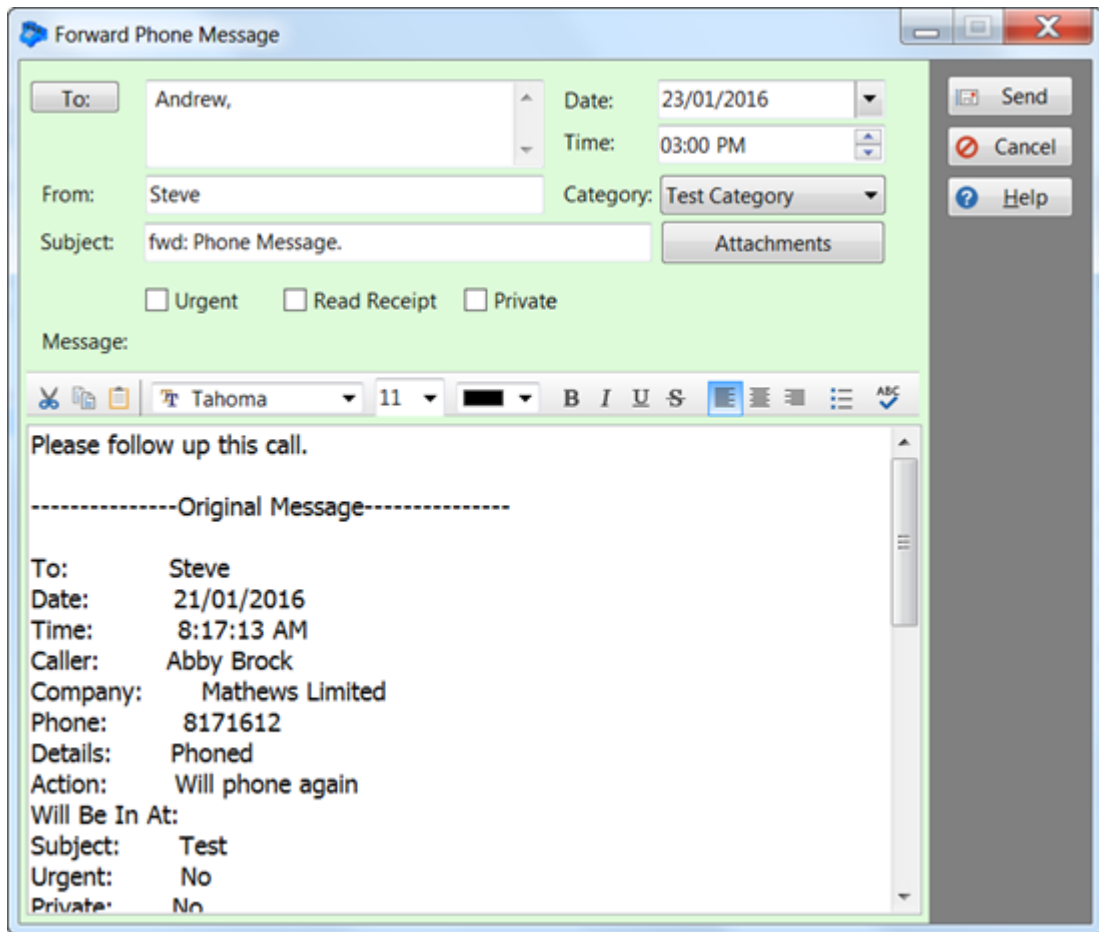 Forward Phone Message
To: Andrew, Date: 23/01/2016 Send
Time: 03:00 PM Cancel
From: Steve Category: Test Category Help
Subject: fwd: Phone Message. Attachments
Urgent Read Receipt Private
Message:
Tahoma 11 B I U S ABC
Please follow up this call.
---------------Original Message---------------
To: Steve
Date: 21/01/2016
Time: 8:17:13 AM
Caller: Abby Brock
Company: Mathews Limited
Phone: 8171612
Details: Phoned
Action: Will phone again
Will Be In At:
Subject: Test
Urgent: No
Private: No